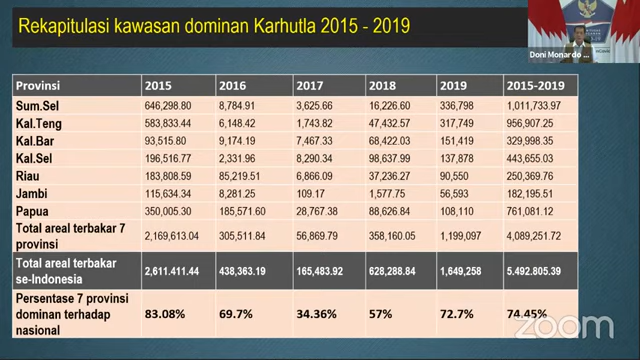 Rekapitulasi kawasan dominan Karhutla 2015 - 2019
Doni Monardo
Provinsi 2015 2016 2017 2018 2019 2015-2019
Sum.Sel 646,298.80 8,784.91 3,625.66 16,226.60 336,798 1,011,733.97
Kal.Teng 583,833.44 6,148.42 1,743.82 47,432.57 317,749 956,907.25
Kal.Bar 93,515.80 9,174.19 7,467.33 68,422.03 151,419 329,998.35
Kal.Sel 196,516.77 2,331.96 8,290.34 98,637.99 137,878 443,655.03
Riau 183,808.59 85,219.51 6,866.09 37,236.27 90,550 250,369.76
Jambi 115,634.34 8,281.25 109.17 1,577.75 56,593 182,195.51
Papua 350,005.30 185,571.60 28,767.38 88,626.84 108,110 761,081.12
Total areal terbakar 7
provinsi 2,169,613.04 305,511.84 56,869.79 358,160.05 1,199,097 4,089,251.72
Total areal terbakar
se-Indonesia 2,611.411.44 438,363.19 165,483.92 628,288.84 1,649,258 5,492.805.39
Persentase 7 provinsi
dominan terhadap
nasional 83.08% 69.7% 34.36% 57% 72.7% 74.45%
zoom